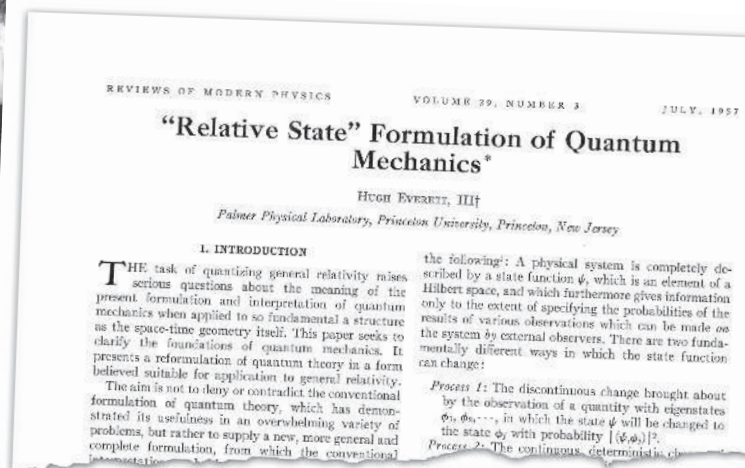 REVIEWS OF MODERN PHYSICS
VOLUME 29, NUMBER 3
JULY, 1957
“Relative State” Formulation of Quantum
Mechanics*
HUGH EVERETT, III†
Palmer Physical Laboratory, Princeton University, Princeton, New Jersey
1. INTRODUCTION
THE task of quantizing general relativity raises
serious questions about the meaning of the
present formulation and interpretation of quantum
mechanics when applied to so fundamental a structure
as the space-time geometry itself. This paper seeks to
clarify the foundations of quantum mechanics. It
presents a reformulation of quantum theory in a form
believed suitable for application to general relativity.
The aim is not to deny or contradict the conventional
formulation of quantum theory, which has demon-
strated its usefulness in an overwhelming variety of
problems, but rather to supply a new, more general and
complete formulation, from which the conventional
the following: A physical system is completely de-
scribed by a state function ψ, which is an element of a
Hilbert space, and which furthermore gives information
only to the extent of specifying the probabilities of the
results of various observations which can be made on
the system by external observers. There are two funda-
mentally different ways in which the state function
can change:
Process 1: The discontinuous change brought about
by the observation of a quantity with eigenstates
ϕ₁, ϕ₂, ⋯, in which the state ψ will be changed to
the state ϕⱼ with probability |(ψ,ϕⱼ)|².
Process 2: The continuous, deterministic